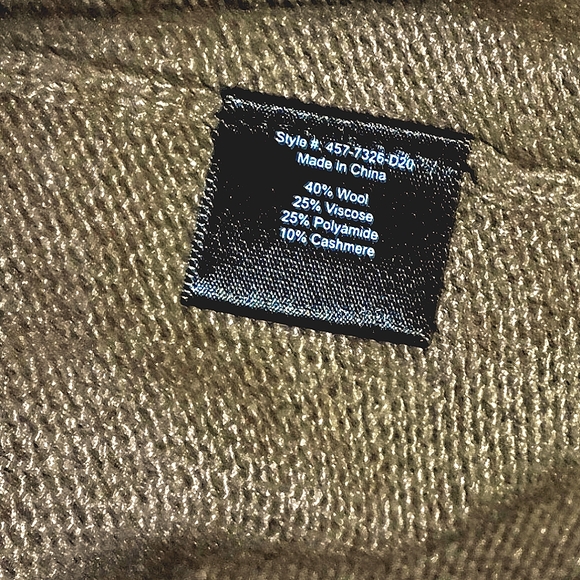 Style #: 457-7326-D20
Made in China
40% Wool
25% Viscose
25% Polyamide
10% Cashmere